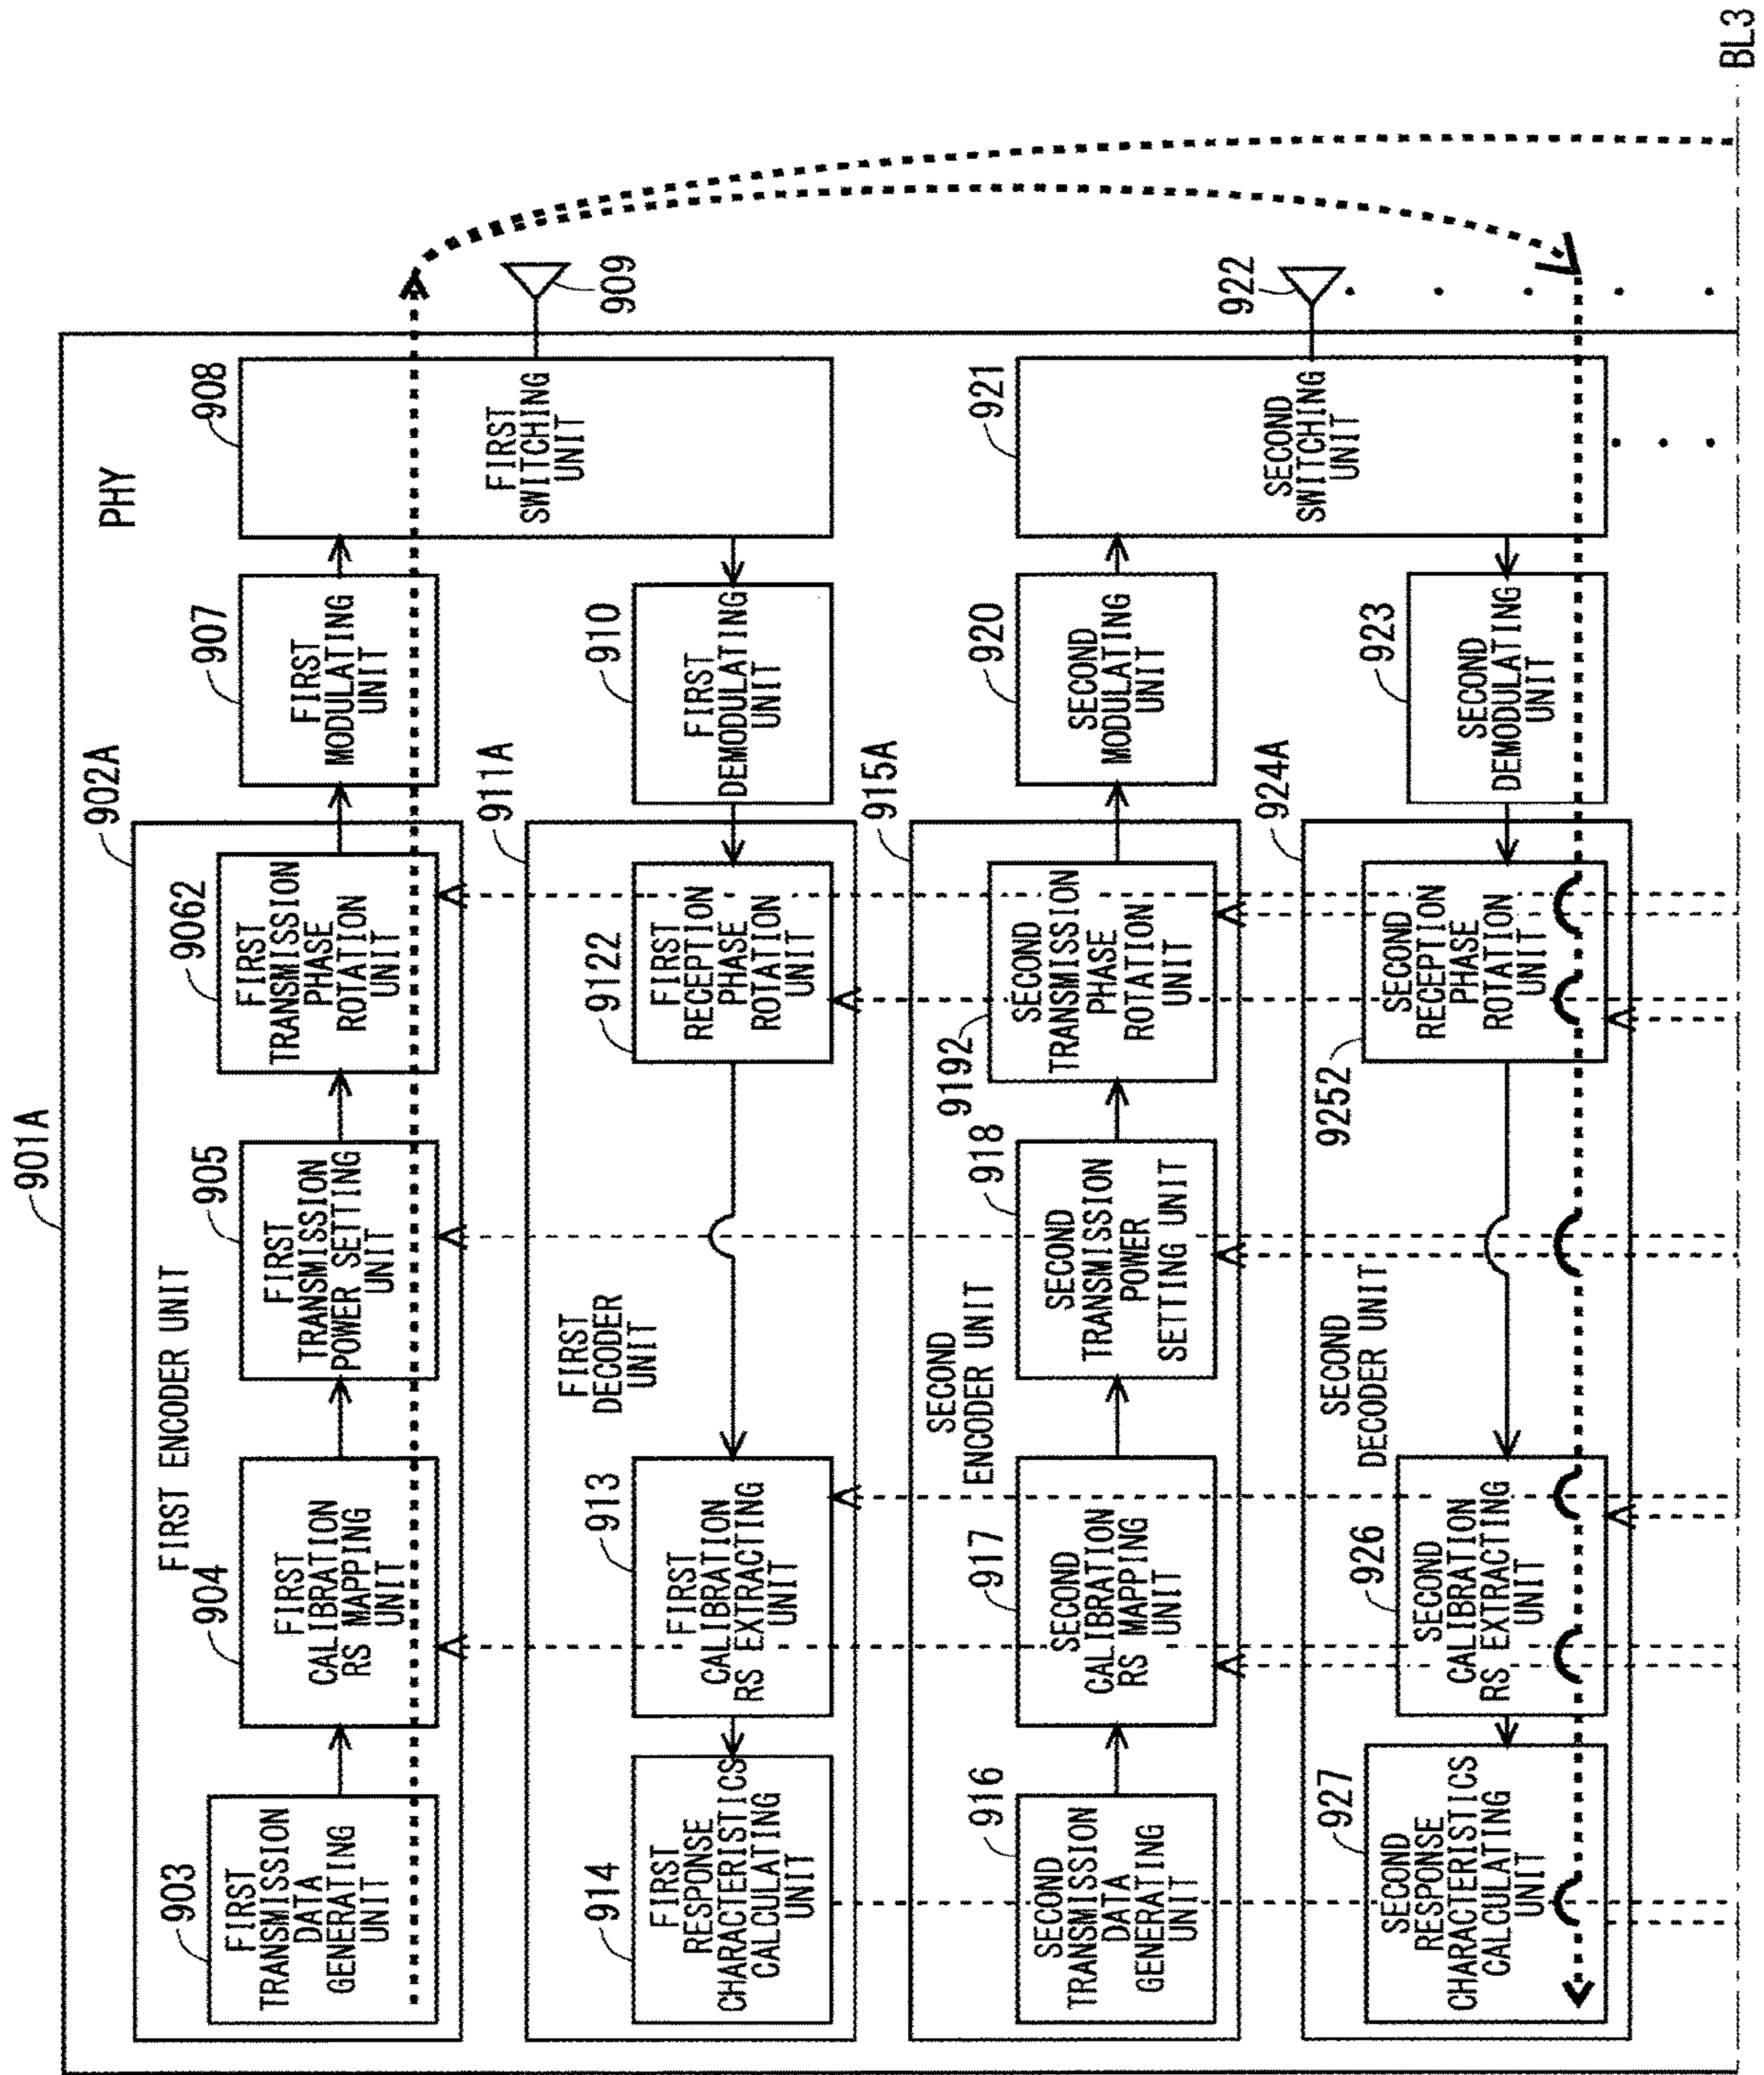 901A
PHY
902A
FIRST ENCODER UNIT
903
FIRST
TRANSMISSION
DATA
GENERATING
UNIT
904
FIRST
CALIBRATION
RS MAPPING
UNIT
905
FIRST
TRANSMISSION
POWER SETTING
UNIT
9062
FIRST
TRANSMISSION
PHASE
ROTATION
UNIT
907
FIRST
MODULATING
UNIT
908
FIRST
SWITCHING
UNIT
909
911A
FIRST
DECODER
UNIT
914
FIRST
RESPONSE
CHARACTERISTICS
CALCULATING
UNIT
913
FIRST
CALIBRATION
RS EXTRACTING
UNIT
9122
FIRST
RECEPTION
PHASE
ROTATION
UNIT
910
FIRST
DEMODULATING
UNIT
915A
SECOND
ENCODER UNIT
916
SECOND
TRANSMISSION
DATA
GENERATING
UNIT
917
SECOND
CALIBRATION
RS MAPPING
UNIT
918
SECOND
TRANSMISSION
POWER
SETTING UNIT
9192
SECOND
TRANSMISSION
PHASE
ROTATION
UNIT
920
SECOND
MODULATING
UNIT
921
SECOND
SWITCHING
UNIT
922
924A
SECOND
DECODER UNIT
927
SECOND
RESPONSE
CHARACTERISTICS
CALCULATING
UNIT
926
SECOND
CALIBRATION
RS EXTRACTING
UNIT
9252
SECOND
RECEPTION
PHASE
ROTATION
UNIT
923
SECOND
DEMODULATING
UNIT
BL3